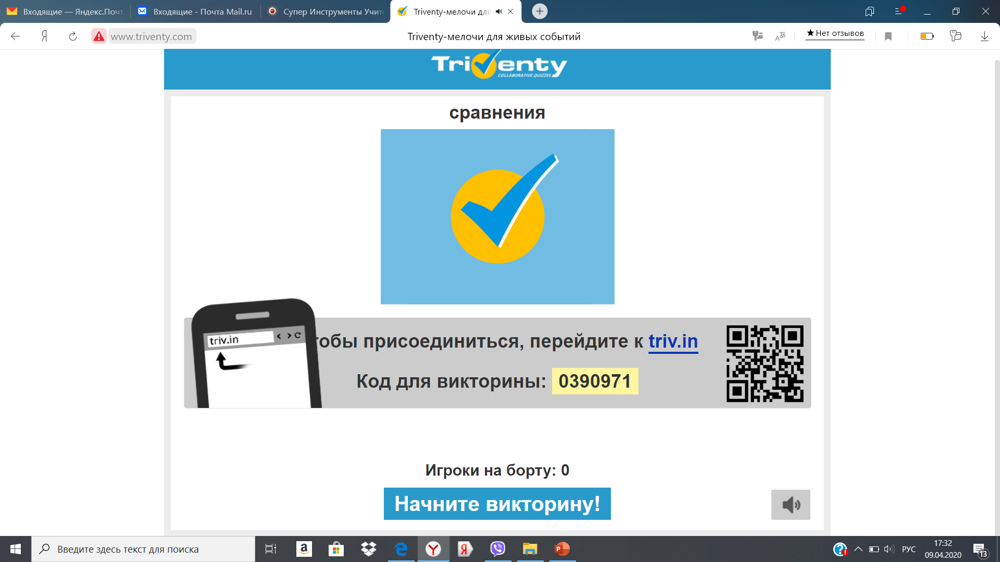 Входящие — Яндекс.Почт
Входящие - Почта Mail.ru
Супер Инструменты Учит
Triventy-мелочи для
www.triventy.com
Triventy-мелочи для живых событий
★ Нет отзывов
Triventy
COLLABORATIVE QUIZZES
сравнения
triv.in
тобы присоединиться, перейдите к triv.in
Код для викторины: 0390971
Игроки на борту: 0
Начните викторину!
Введите здесь текст для поиска
РУС
17:32
09.04.2020
13